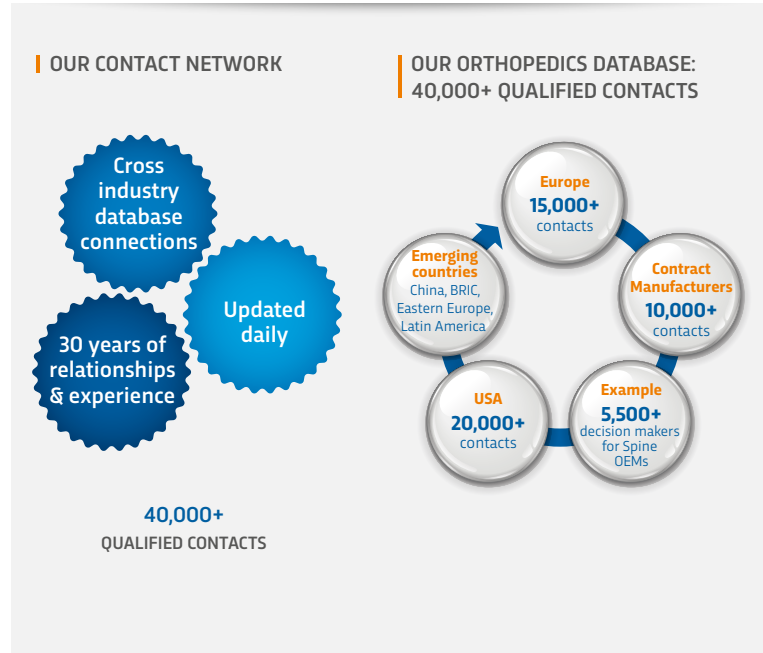 OUR CONTACT NETWORK
Cross
industry
database
connections
Updated
daily
30 years of
relationships
& experience
40,000+
QUALIFIED CONTACTS
OUR ORTHOPEDICS DATABASE:
40,000+ QUALIFIED CONTACTS
Europe
15,000+
contacts
Contract
Manufacturers
10,000+
contacts
Example
5,500+
decision makers
for Spine
OEMs
USA
20,000+
contacts
Emerging
countries
China, BRIC,
Eastern Europe,
Latin America